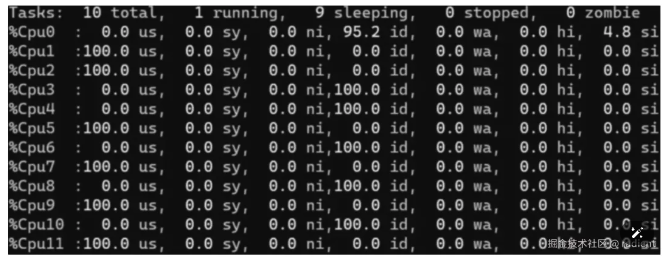 Tasks:  10 total,   1 running,   9 sleeping,   0 stopped,   0 zombie
%Cpu0  :  0.0 us,  0.0 sy,  0.0 ni, 95.2 id,  0.0 wa,  0.0 hi,  4.8 si
%Cpu1  :100.0 us,  0.0 sy,  0.0 ni,  0.0 id,  0.0 wa,  0.0 hi,  0.0 si
%Cpu2  :100.0 us,  0.0 sy,  0.0 ni,  0.0 id,  0.0 wa,  0.0 hi,  0.0 si
%Cpu3  :  0.0 us,  0.0 sy,  0.0 ni,100.0 id,  0.0 wa,  0.0 hi,  0.0 si
%Cpu4  :  0.0 us,  0.0 sy,  0.0 ni,100.0 id,  0.0 wa,  0.0 hi,  0.0 si
%Cpu5  :100.0 us,  0.0 sy,  0.0 ni,  0.0 id,  0.0 wa,  0.0 hi,  0.0 si
%Cpu6  :  0.0 us,  0.0 sy,  0.0 ni,100.0 id,  0.0 wa,  0.0 hi,  0.0 si
%Cpu7  :100.0 us,  0.0 sy,  0.0 ni,  0.0 id,  0.0 wa,  0.0 hi,  0.0 si
%Cpu8  :  0.0 us,  0.0 sy,  0.0 ni,100.0 id,  0.0 wa,  0.0 hi,  0.0 si
%Cpu9  :100.0 us,  0.0 sy,  0.0 ni,  0.0 id,  0.0 wa,  0.0 hi,  0.0 si
%Cpu10 :  0.0 us,  0.0 sy,  0.0 ni,100.0 id,  0.0 wa,  0.0 hi,  0.0 si
%Cpu11 :100.0 us,  0.0 sy,  0.0 ni,  0.0 id,  0.0 wa,  0.0 hi,  0.0 si
掘金技术社区 @